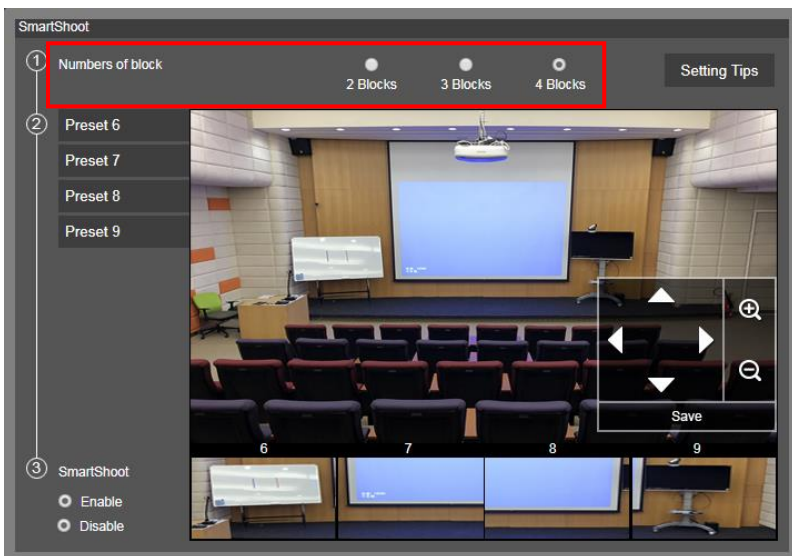 SmartShoot
1 Numbers of block
2 Blocks 3 Blocks 4 Blocks
Setting Tips
2 Preset 6
Preset 7
Preset 8
Preset 9
Save
6 7 8 9
3 SmartShoot
Enable
Disable